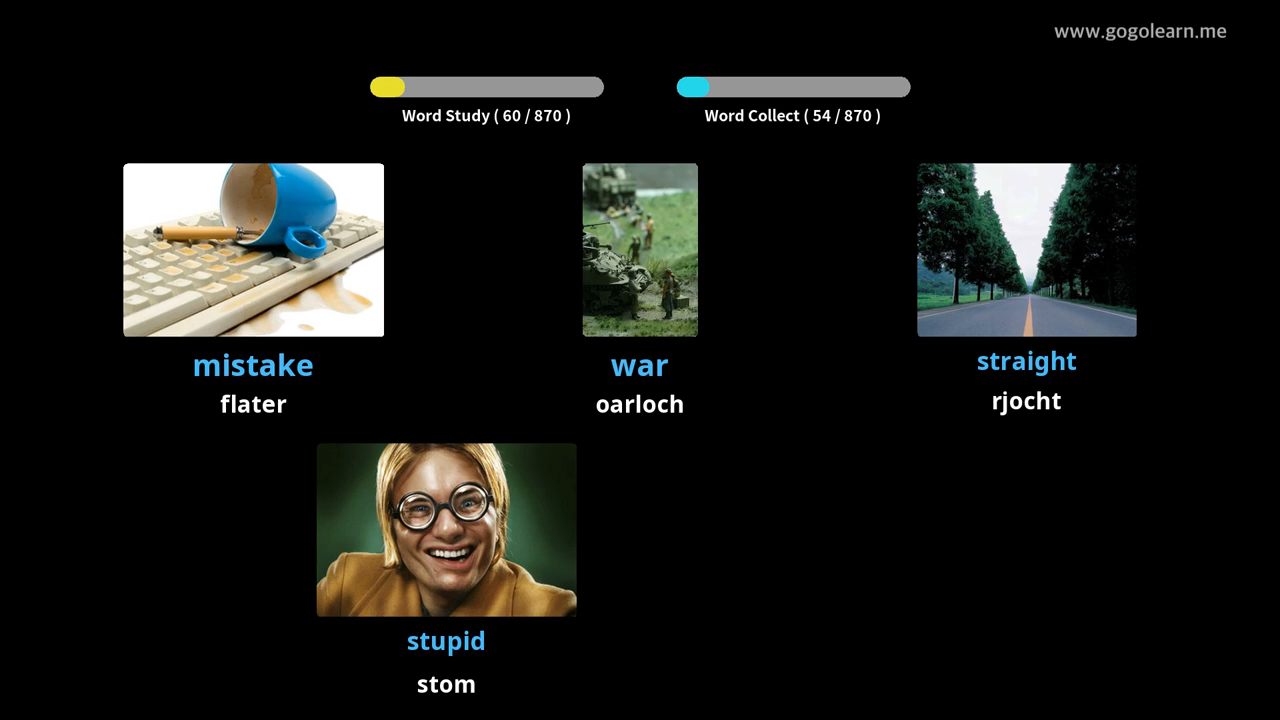 www.gogolearn.me
Word Study ( 60 / 870 )
Word Collect ( 54 / 870 )
mistake
flater
war
oarloch
straight
rjocht
stupid
stom